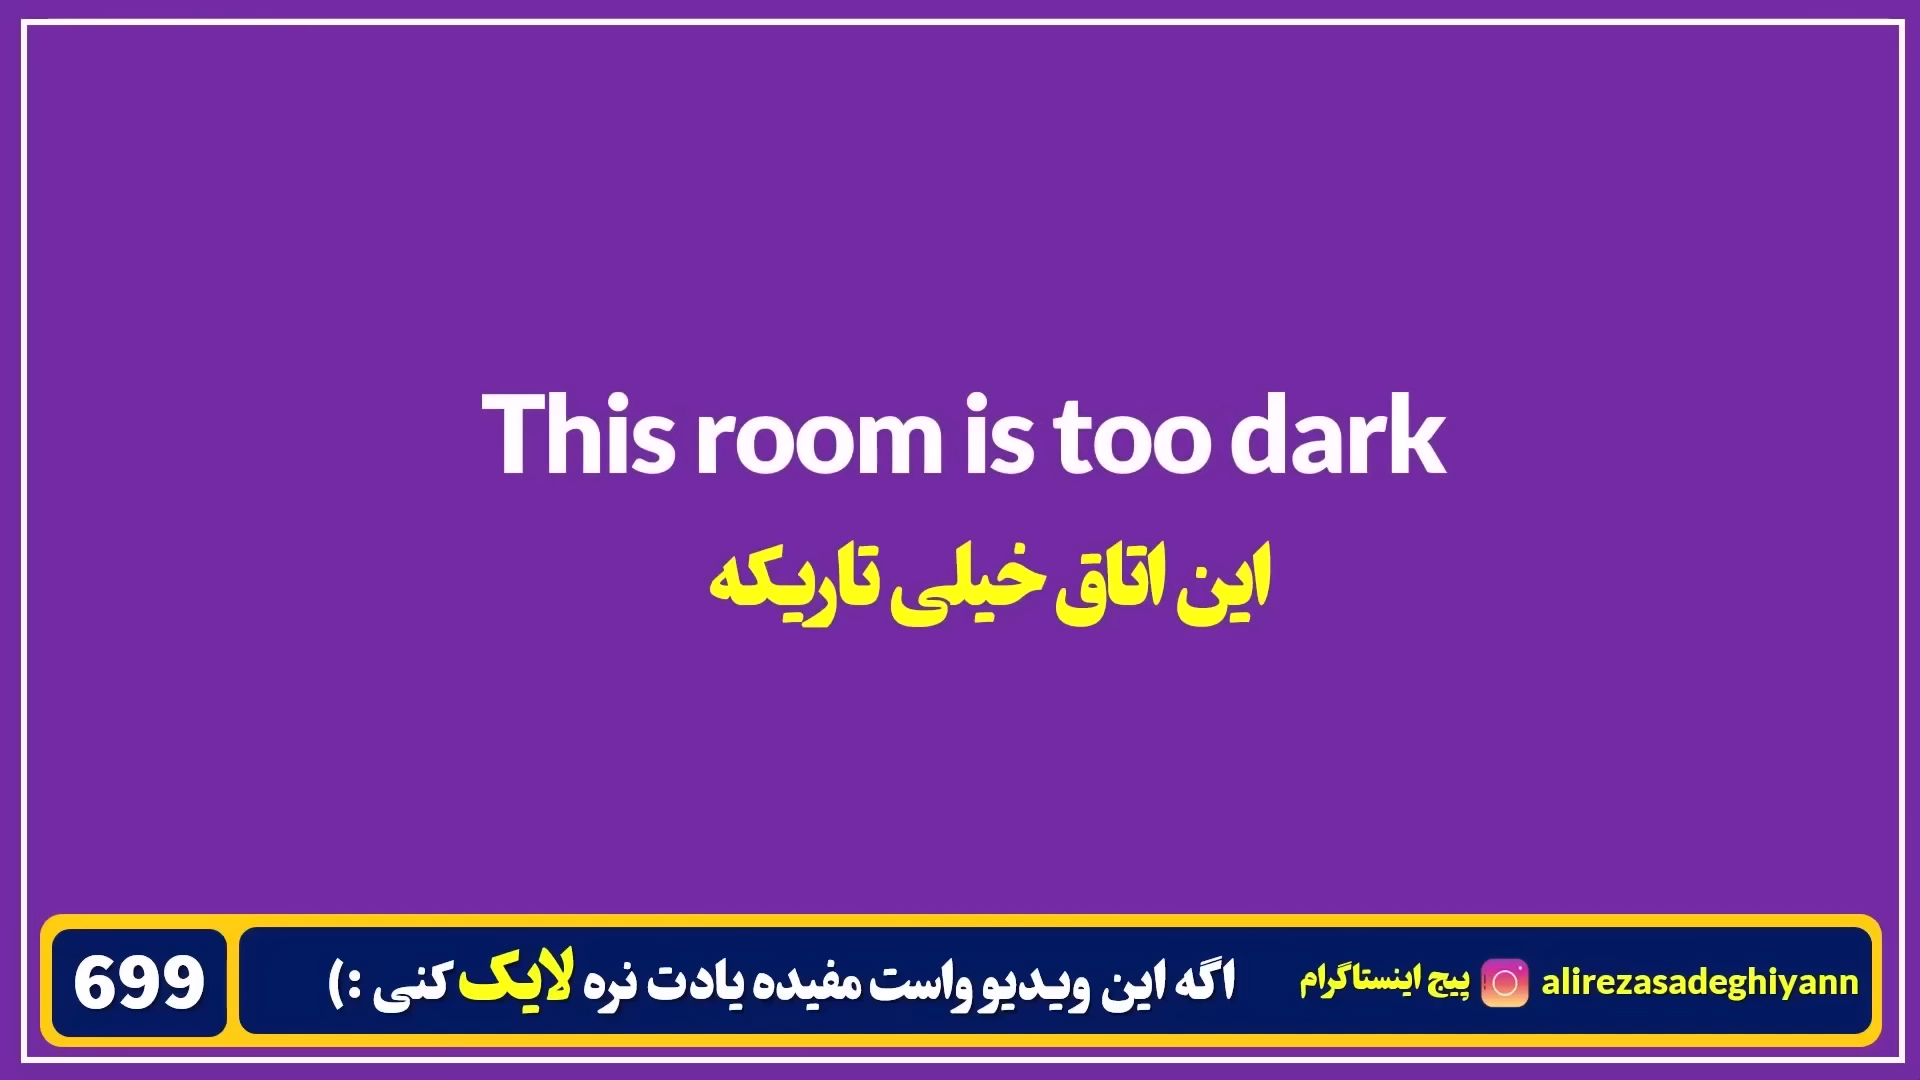 This room is too dark
این اتاق خیلی تاریکه
699
اگه این ویدیو واست مفیده یادت نره لایک کنی :)
پیج اینستاگرام
alirezasadeghiyann